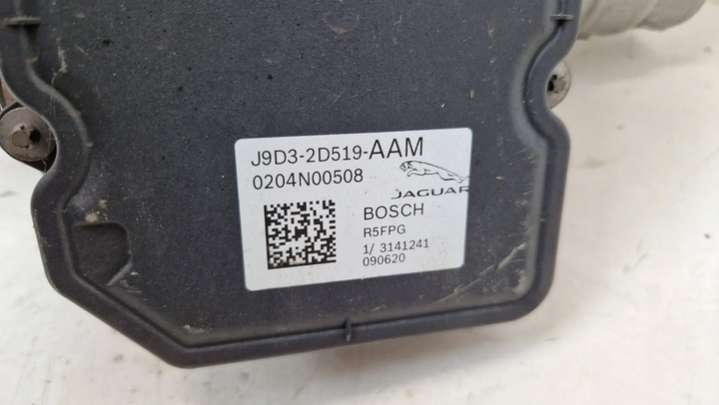 J9D3-2D519-AAM
0204N00508
JAGUAR
BOSCH
R5FPG
1/ 3141241
090620